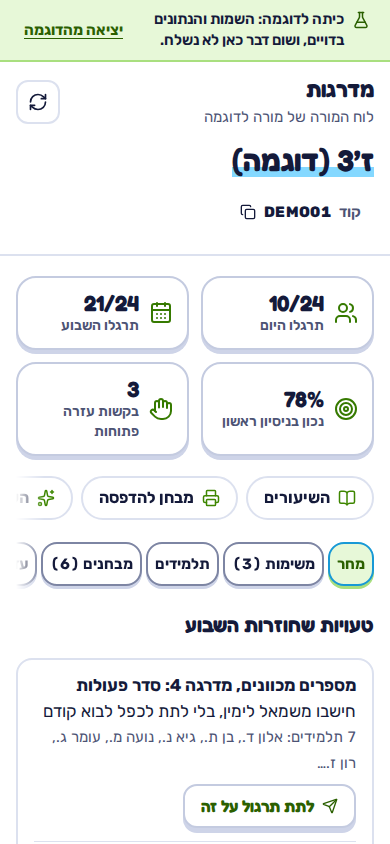 כיתה לדוגמה: השמות והנתונים
בדויים, ושום דבר כאן לא נשלח.
יציאה מהדוגמה
מדרגות
לוח המורה של מורה לדוגמה
ז׳3 (דוגמה)
קוד DEMO01
10/24
תרגלו היום
21/24
תרגלו השבוע
78%
נכון בניסיון ראשון
3
בקשות עזרה
פתוחות
השיעורים
מבחן להדפסה
מחר
משימות (3)
תלמידים
מבחנים (6)
טעויות שחוזרות השבוע
מספרים מכוונים, מדרגה 4: סדר פעולות
חישבו משמאל לימין, בלי לתת לכפל לבוא קודם
7 תלמידים: אלון ד., בן ת., גיא נ., נועה מ., עומר ג.,
רון ז.…
לתת תרגול על זה